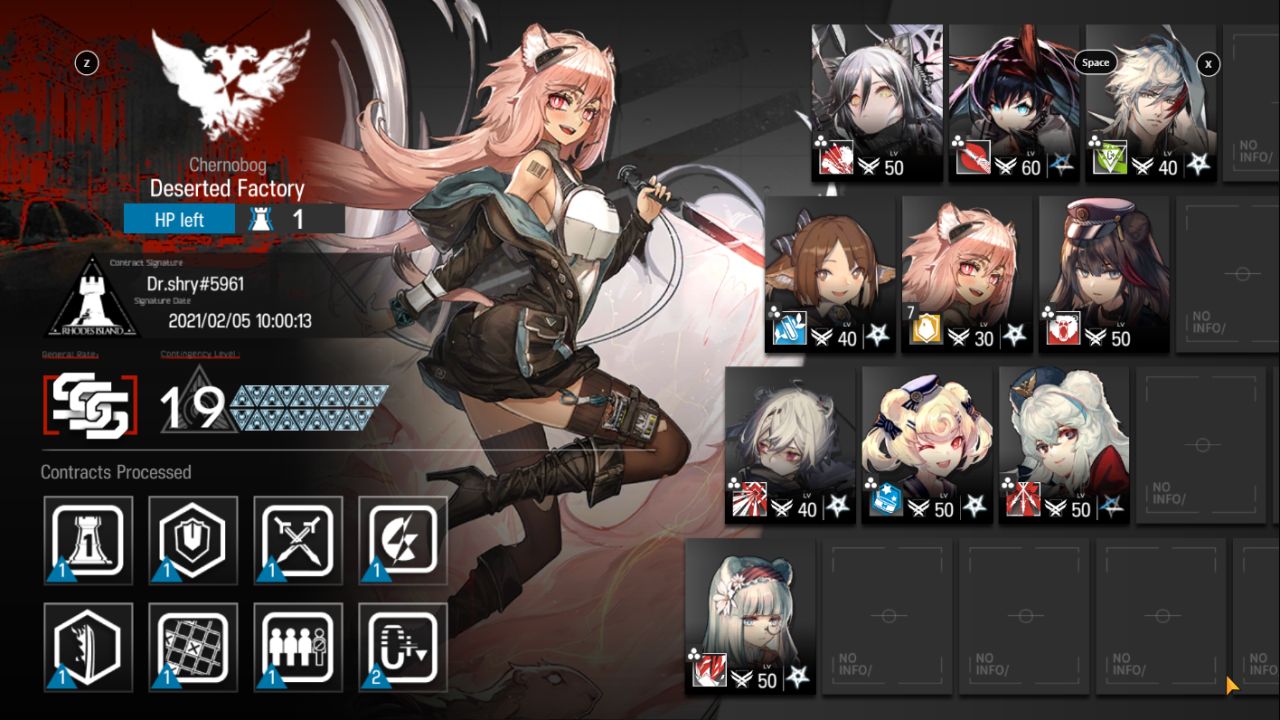 Z
Chernobog
Deserted Factory
HP left 1
Contract Signature
Dr.shry#5961
Signature Date
2021/02/05 10:00:13
RHODES ISLAND
General Rate
Contingency Level
19
Contracts Processed
1
1 1 1 1
1 1 1 2
Space X
LV LV LV
50 60 40
NO
INFO/
LV LV LV
40 7 30 50
NO
INFO/
LV LV LV
40 50 50
NO
INFO/
LV
50
NO NO NO NO
INFO/ INFO/ INFO/ INFO